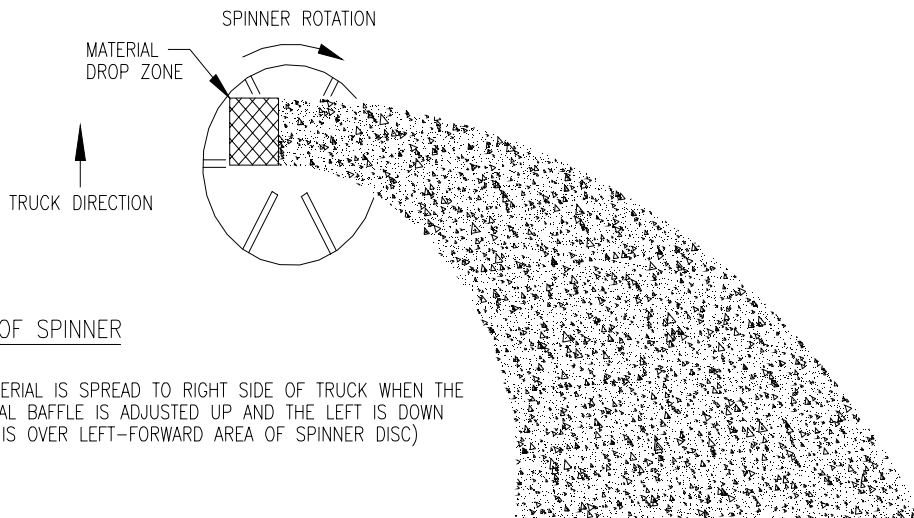 SPINNER ROTATION
MATERIAL
DROP ZONE
TRUCK DIRECTION
OF SPINNER
ERIAL IS SPREAD TO RIGHT SIDE OF TRUCK WHEN THE
AL BAFFLE IS ADJUSTED UP AND THE LEFT IS DOWN
IS OVER LEFT-FORWARD AREA OF SPINNER DISC)